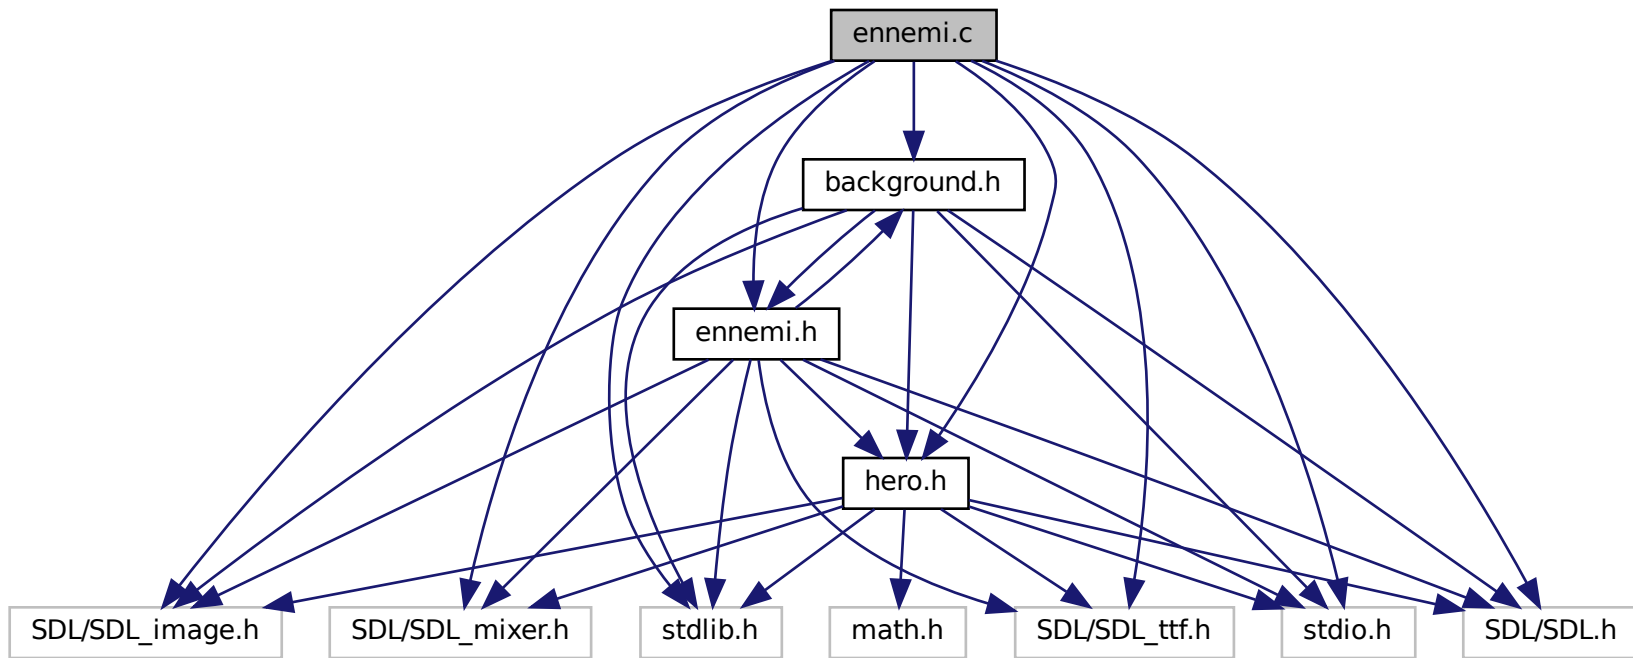 ennemi.c
background.h
ennemi.h
hero.h
SDL/SDL_image.h
SDL/SDL_mixer.h
stdlib.h
math.h
SDL/SDL_ttf.h
stdio.h
SDL/SDL.h